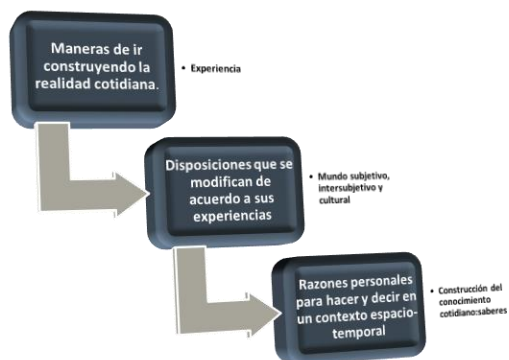 Maneras de ir
construyendo la
realidad cotidiana.
• Experiencia
Disposiciones que se
modifican de
acuerdo a sus
experiencias
• Mundo subjetivo,
intersubjetivo y
cultural
Razones personales
para hacer y decir en
un contexto espacio-
temporal
• Construcción del
conocimiento
cotidiano:saberes